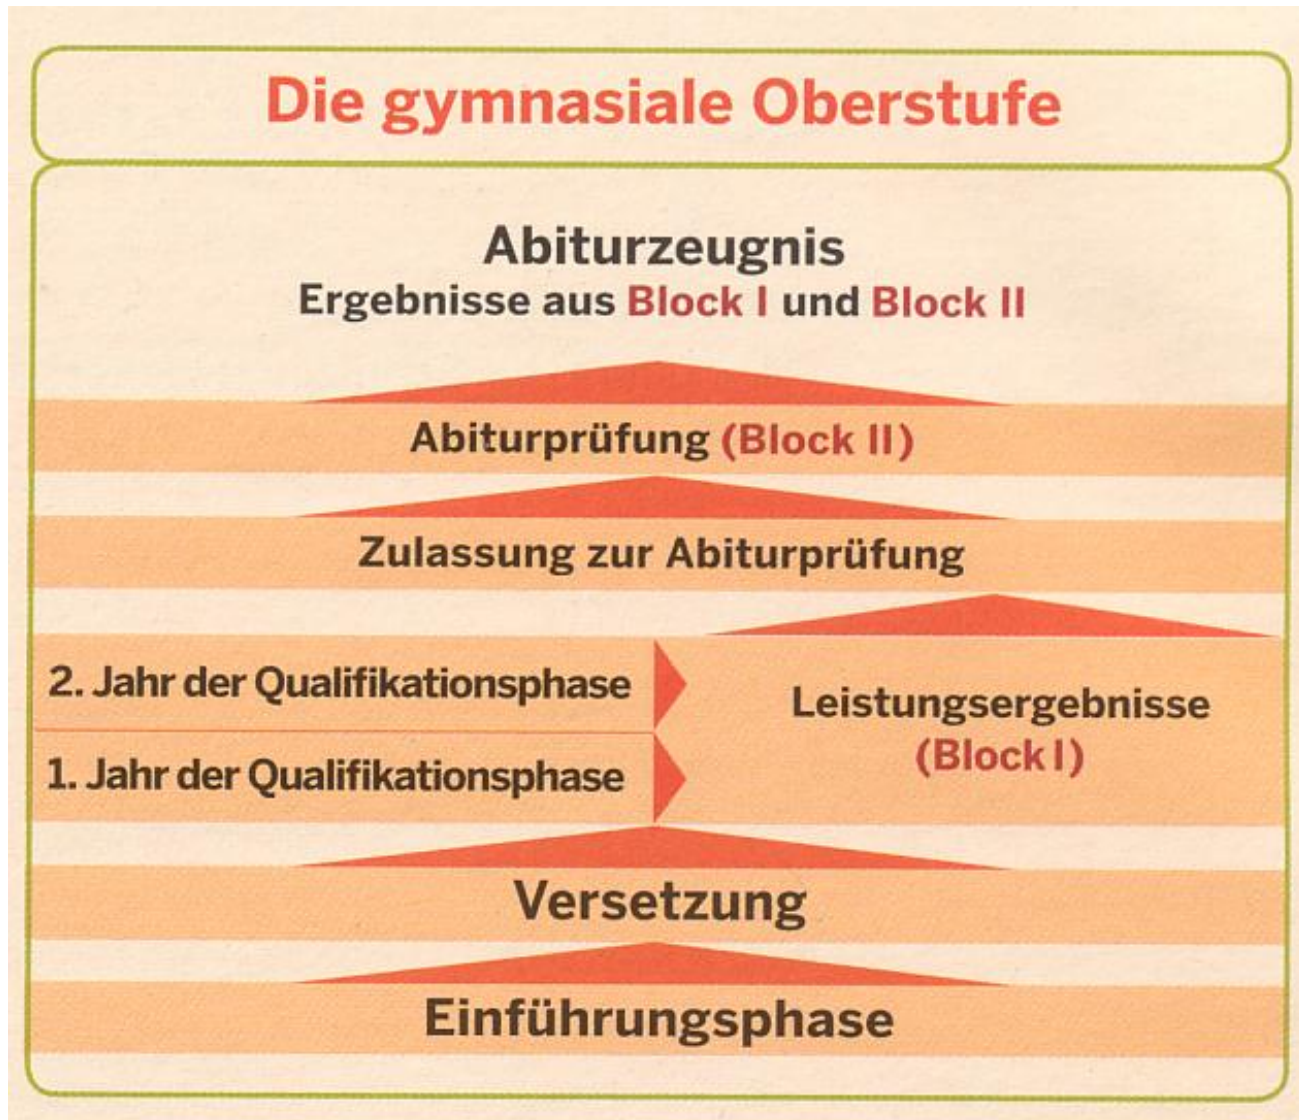 Die gymnasiale Oberstufe
Abiturzeugnis
Ergebnisse aus Block I und Block II
Abiturprüfung (Block II)
Zulassung zur Abiturprüfung
2. Jahr der Qualifikationsphase
1. Jahr der Qualifikationsphase
Leistungsergebnisse
(Block I)
Versetzung
Einführungsphase